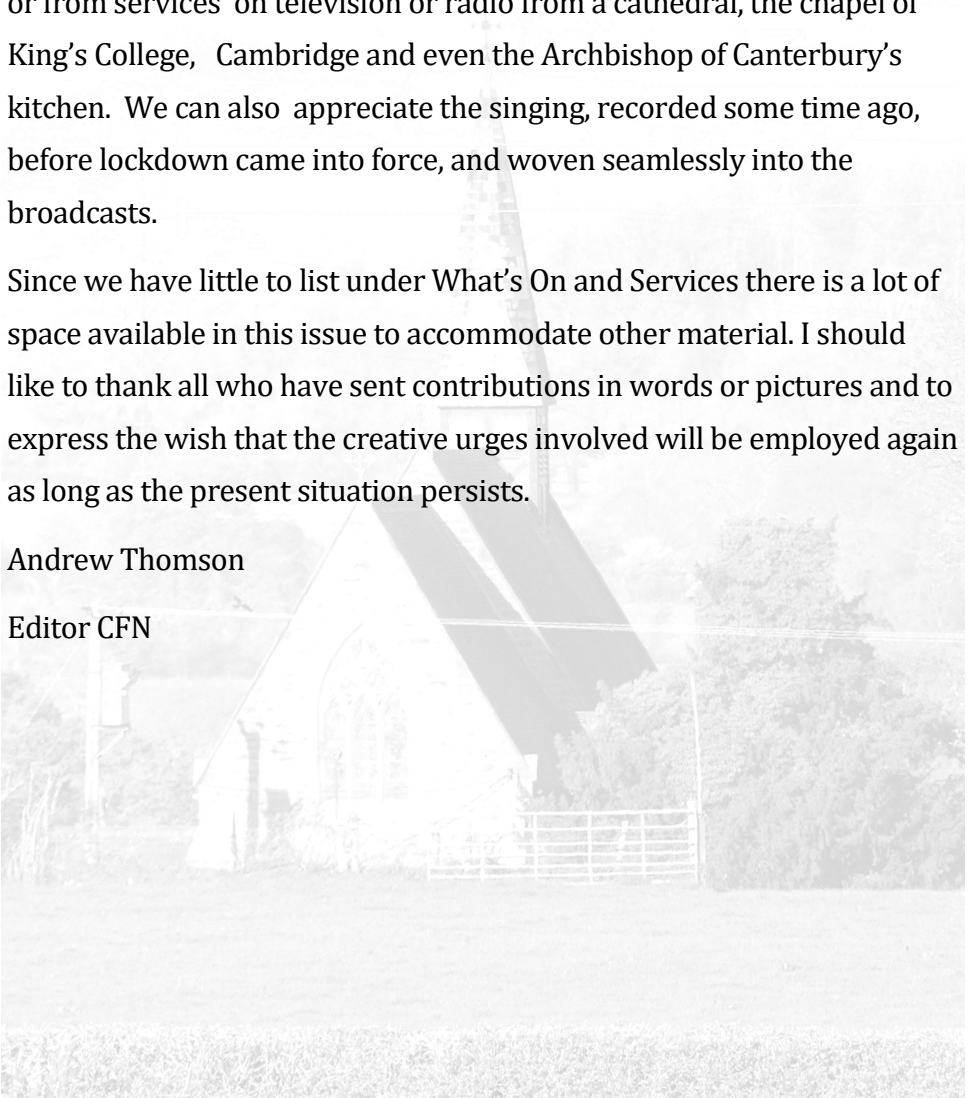 or from services on television or radio from a cathedral, the chapel of
King's College, Cambridge and even the Archbishop of Canterbury's
kitchen. We can also appreciate the singing, recorded some time ago,
before lockdown came into force, and woven seamlessly into the
broadcasts.
Since we have little to list under What's On and Services there is a lot of
space available in this issue to accommodate other material. I should
like to thank all who have sent contributions in words or pictures and to
express the wish that the creative urges involved will be employed again
as long as the present situation persists.
Andrew Thomson
Editor CFN